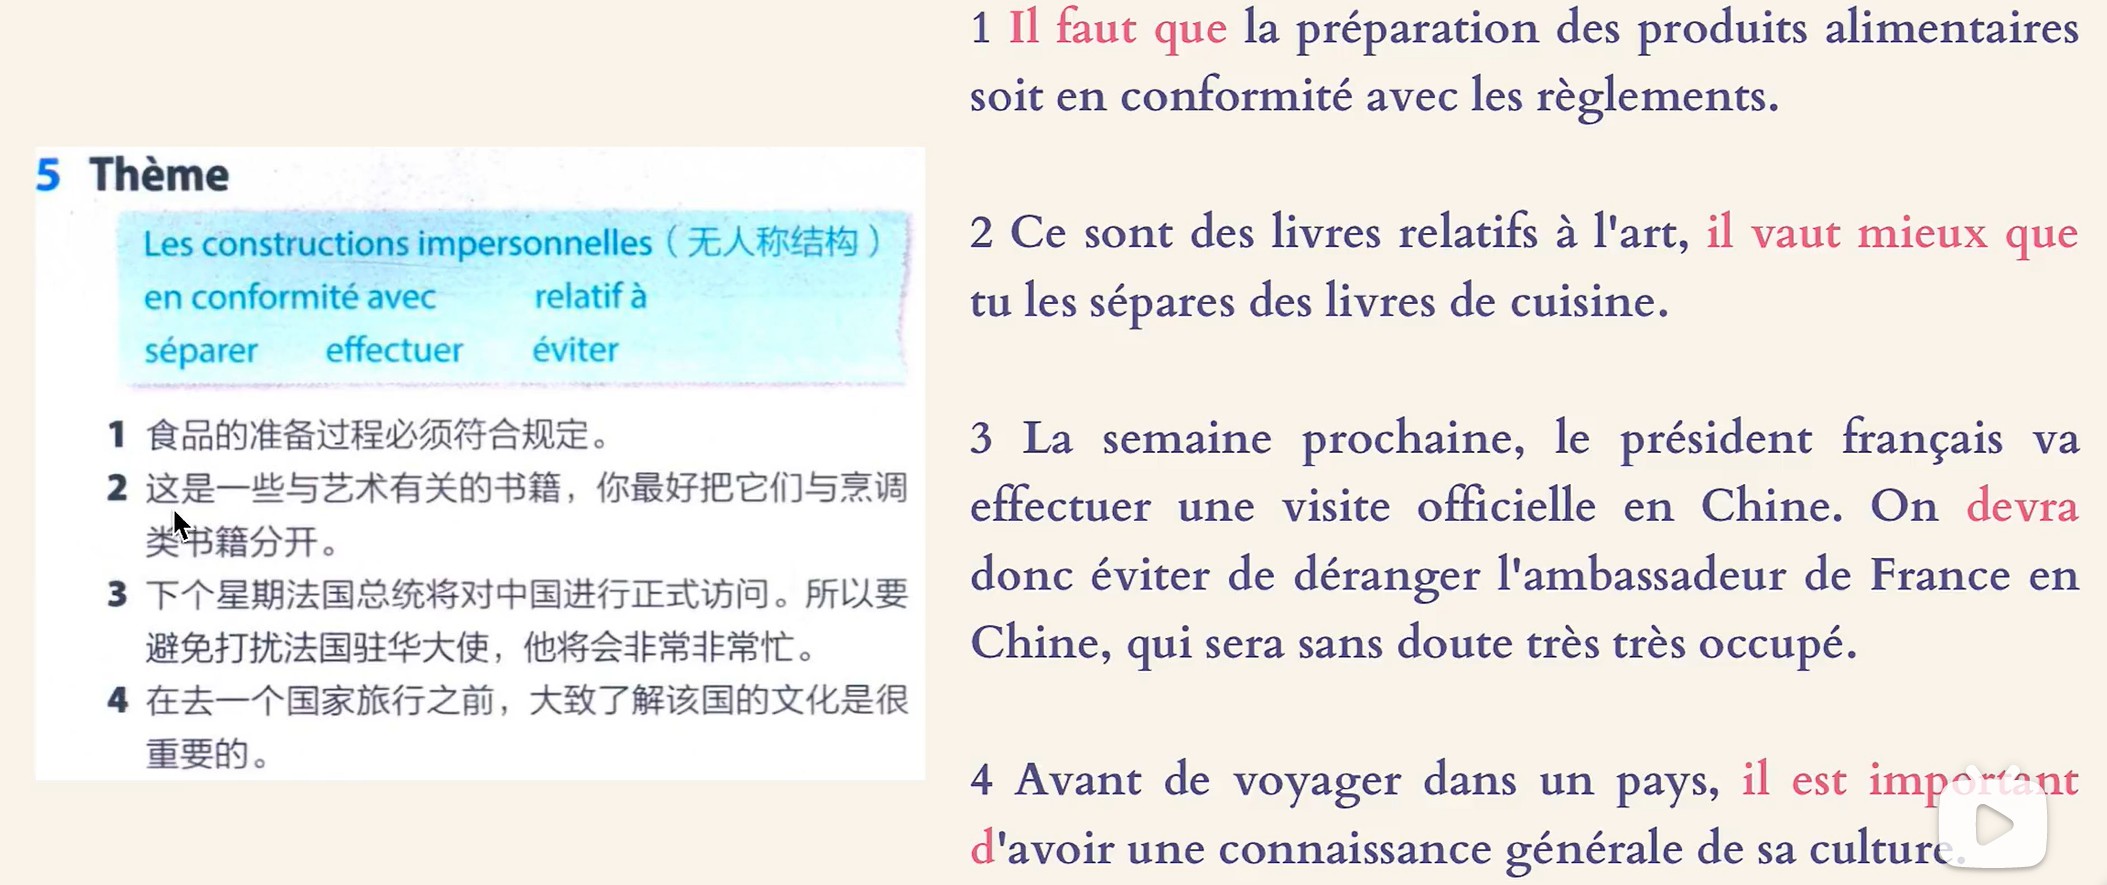 5 Thème
Les constructions impersonnelles（无人称结构）
en conformité avec relatif à
séparer effectuer éviter
1 食品的准备过程必须符合规定。
2 这是一些与艺术有关的书籍，你最好把它们与烹调
类书籍分开。
3 下个星期法国总统将对中国进行正式访问。所以要
避免打扰法国驻华大使，他将会非常非常忙。
4 在去一个国家旅行之前，大致了解该国的文化是很
重要的。
1 Il faut que la préparation des produits alimentaires
soit en conformité avec les règlements.
2 Ce sont des livres relatifs à l'art, il vaut mieux que
tu les sépares des livres de cuisine.
3 La semaine prochaine, le président français va
effectuer une visite officielle en Chine. On devra
donc éviter de déranger l'ambassadeur de France en
Chine, qui sera sans doute très très occupé.
4 Avant de voyager dans un pays, il est important
d'avoir une connaissance générale de sa culture.